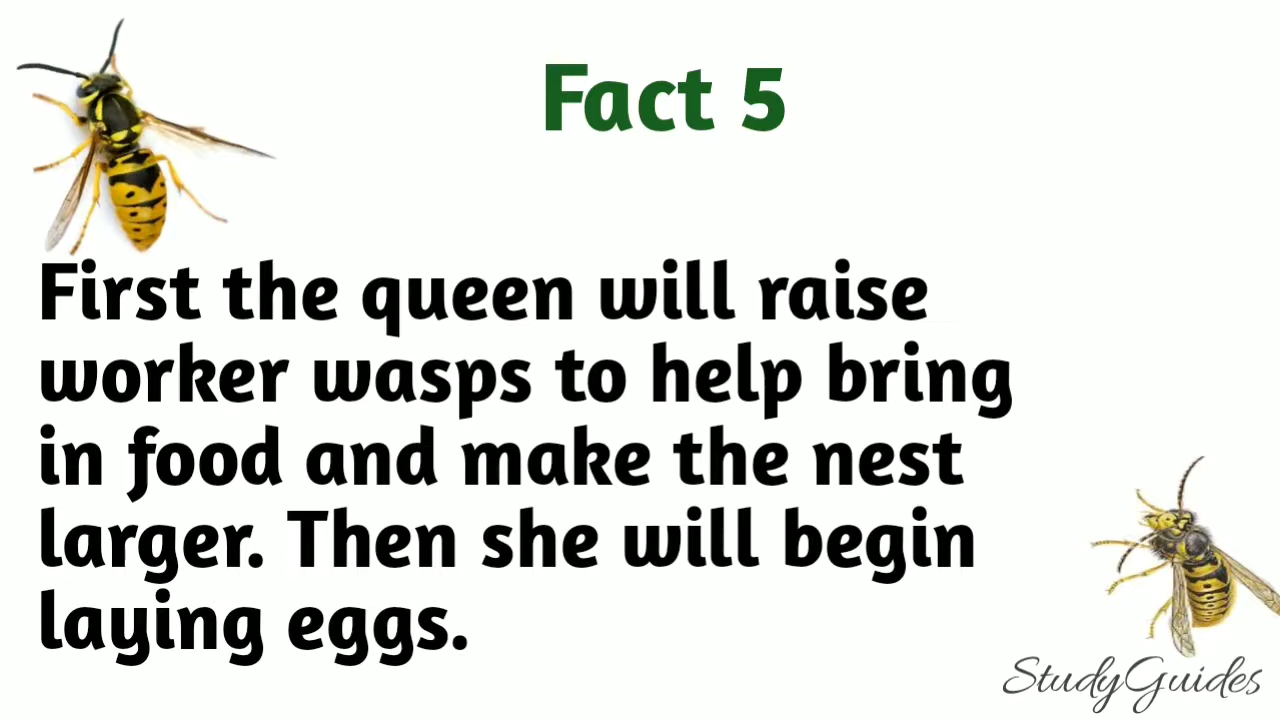 Fact 5
First the queen will raise
worker wasps to help bring
in food and make the nest
larger. Then she will begin
laying eggs.
StudyGuides